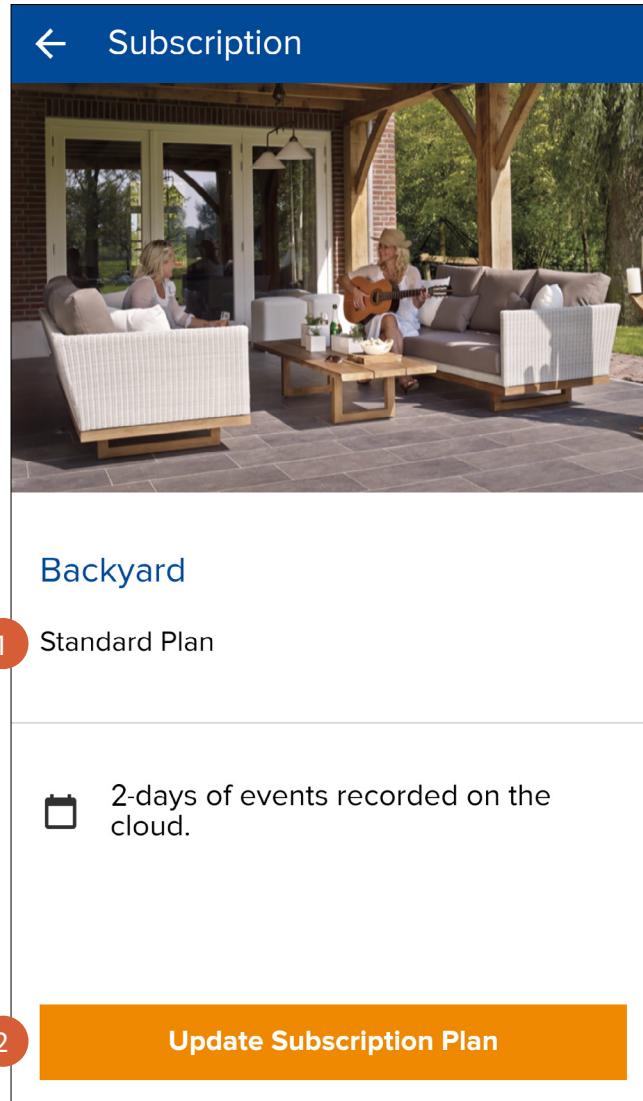 Subscription
Backyard
1
Standard Plan
2-days of events recorded on the
cloud.
2
Update Subscription Plan